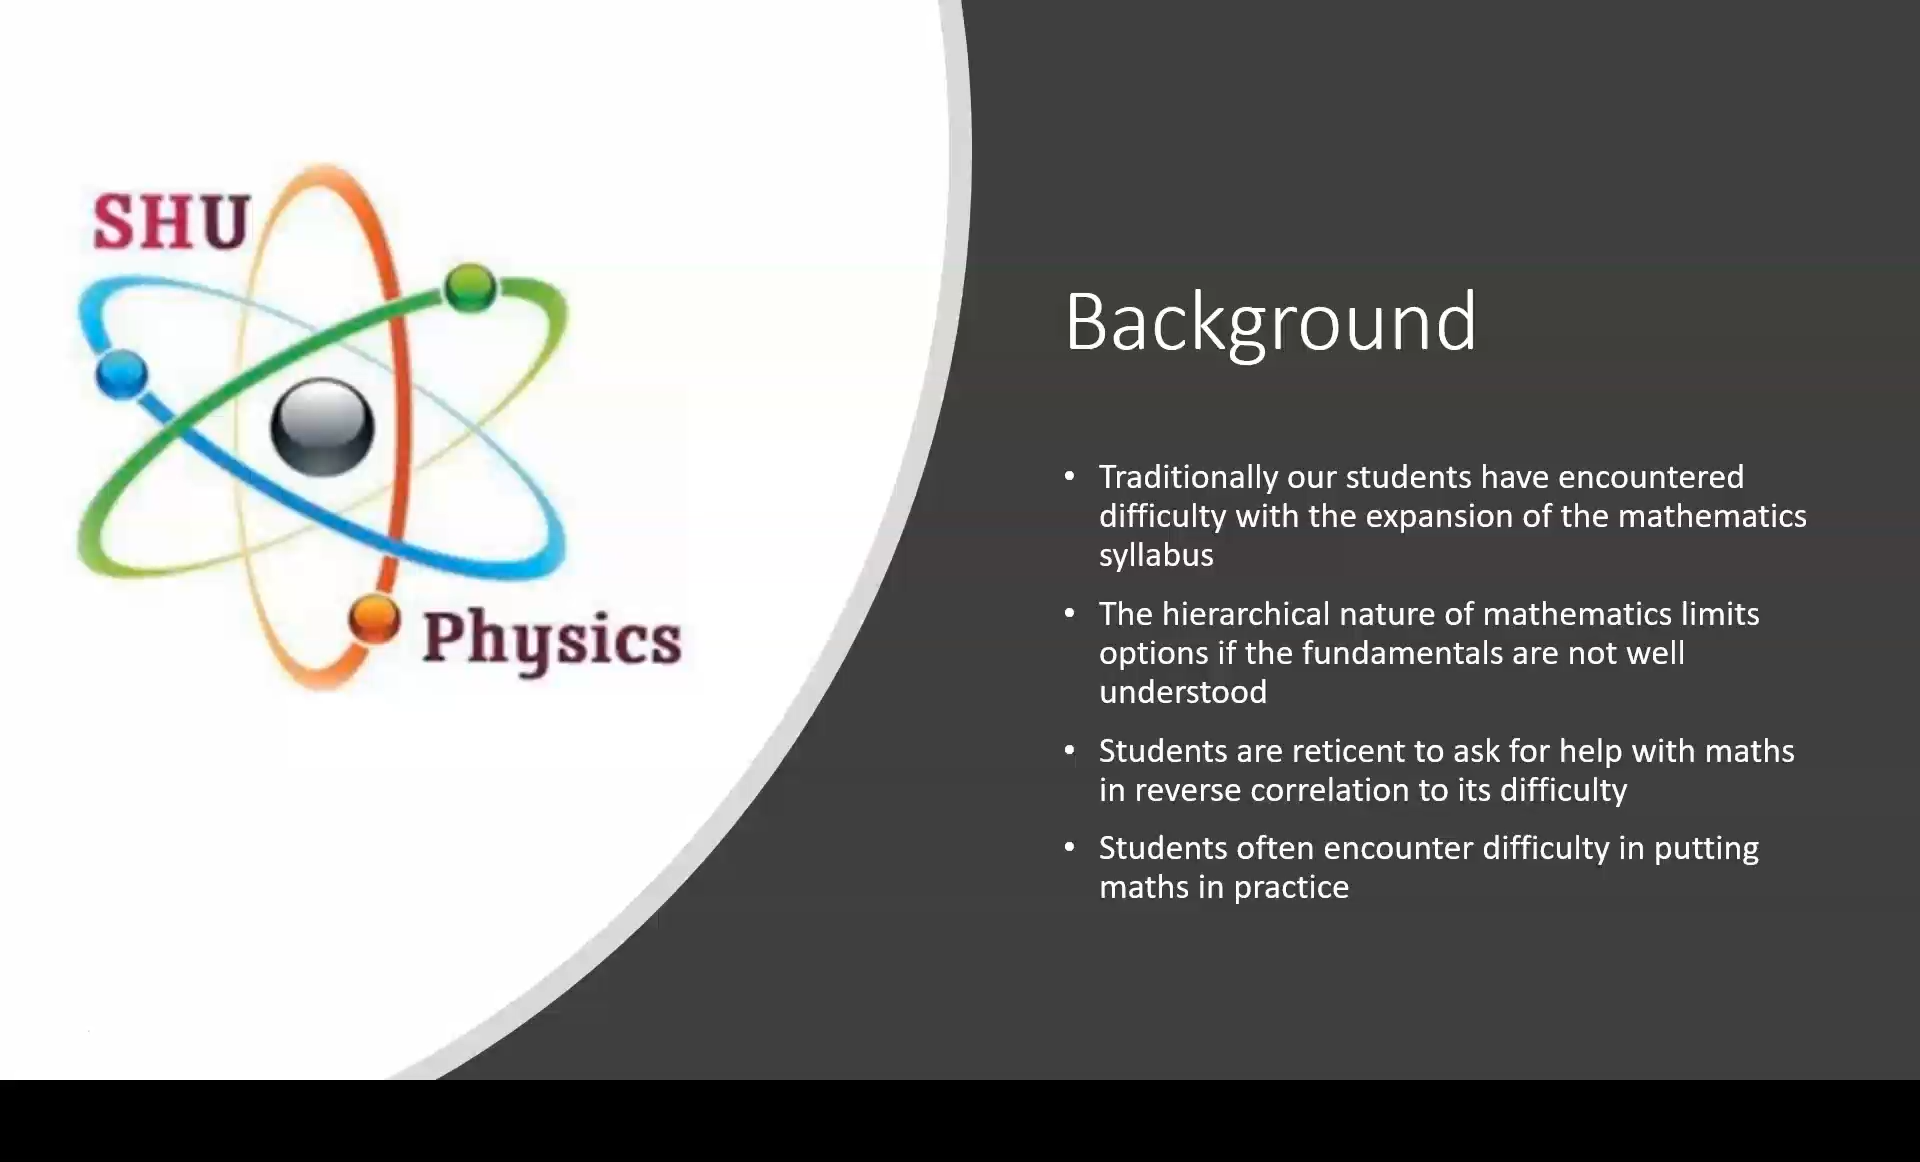 SHU
Physics
Background
• Traditionally our students have encountered
difficulty with the expansion of the mathematics
syllabus
• The hierarchical nature of mathematics limits
options if the fundamentals are not well
understood
• Students are reticent to ask for help with maths
in reverse correlation to its difficulty
• Students often encounter difficulty in putting
maths in practice